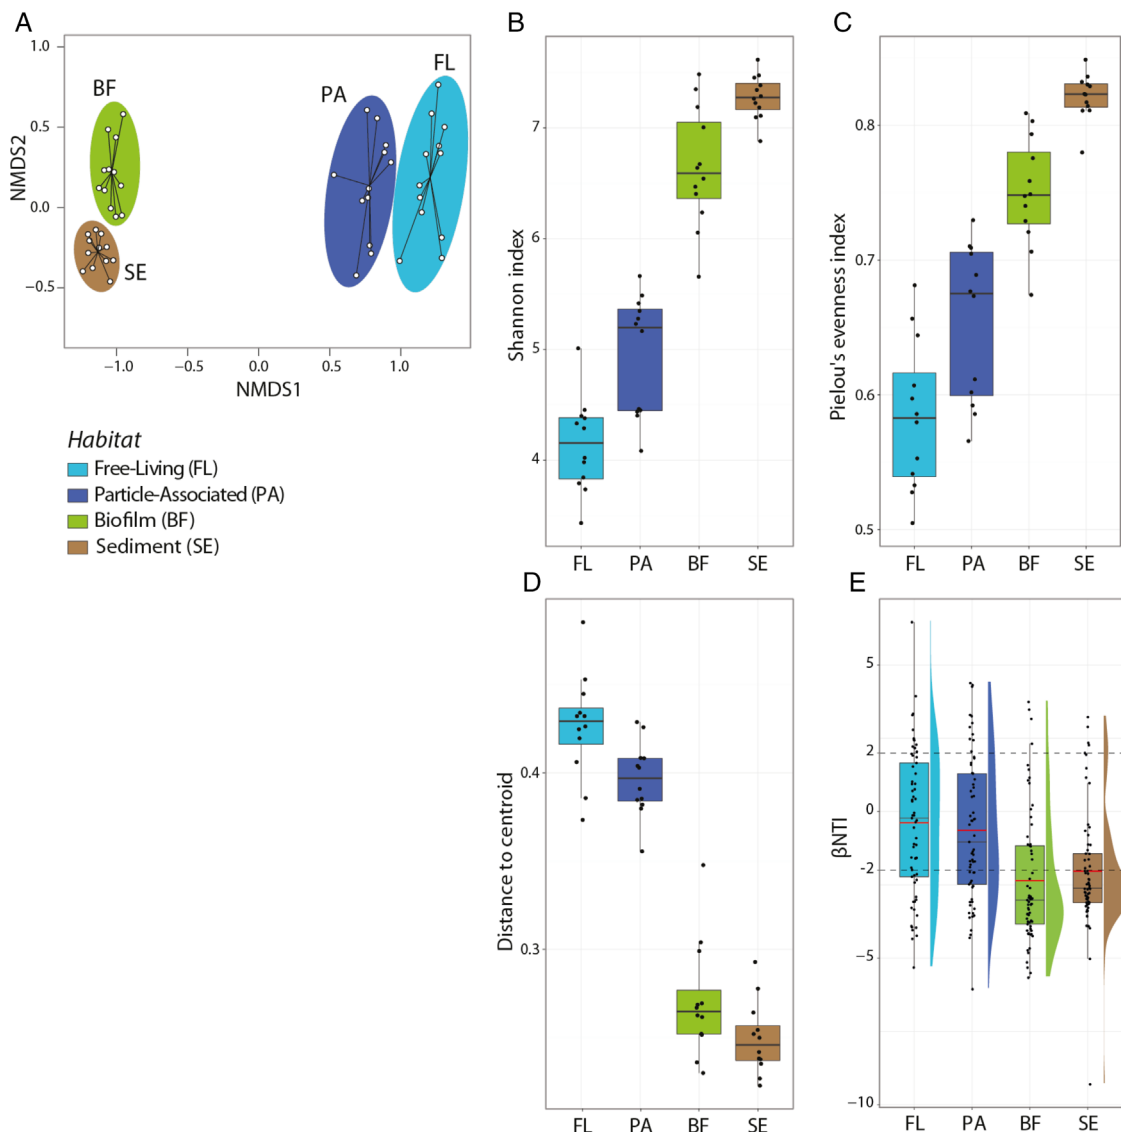 A
1.0
0.5
0.0
−0.5
NMDS2
BF
SE
PA
FL
−1.0
−0.5
0.0
0.5
1.0
NMDS1
Habitat
Free-Living (FL)
Particle-Associated (PA)
Biofilm (BF)
Sediment (SE)
B
Shannon index
7
6
5
4
FL
PA
BF
SE
C
Pielou's evenness index
0.8
0.7
0.6
0.5
FL
PA
BF
SE
D
Distance to centroid
0.4
0.3
FL
PA
BF
SE
E
βNTI
5
2
0
-2
−5
−10
FL
PA
BF
SE